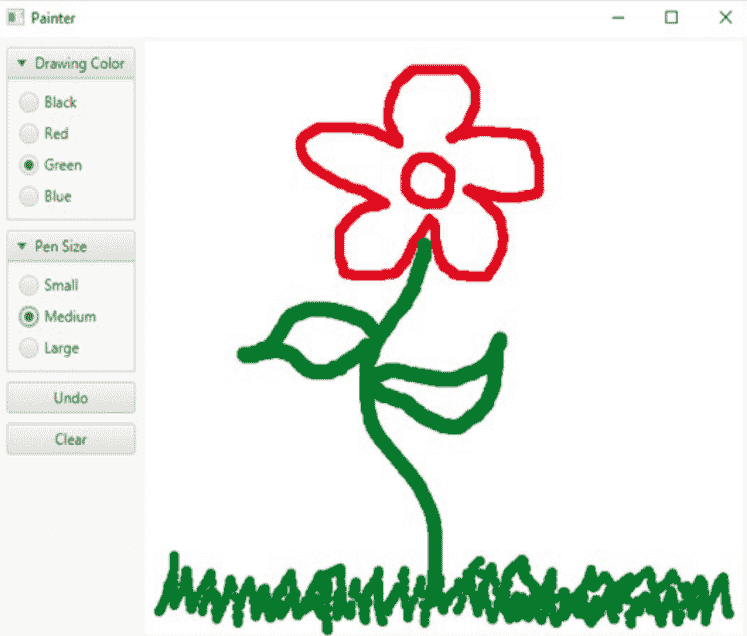 Painter
Drawing Color
Black
Red
Green
Blue
Pen Size
Small
Medium
Large
Undo
Clear